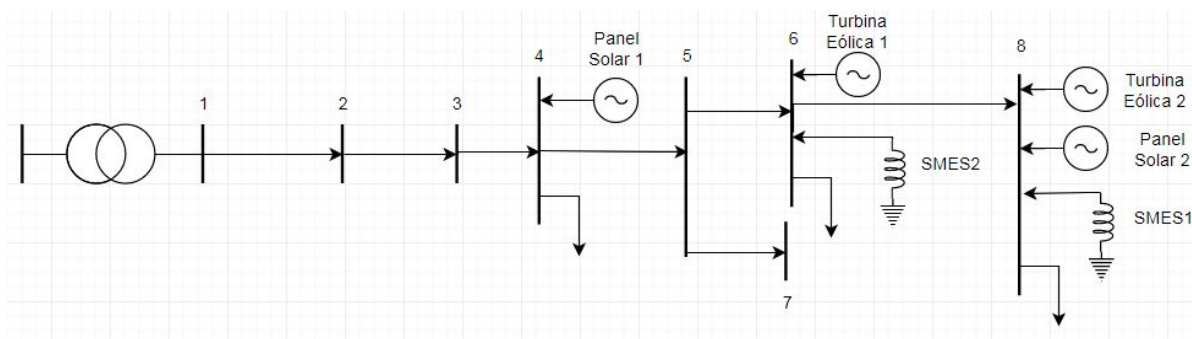 1
2
3
4
Panel
Solar 1
5
6
Turbina
Eólica 1
SMES2
7
8
Turbina
Eólica 2
Panel
Solar 2
SMES1